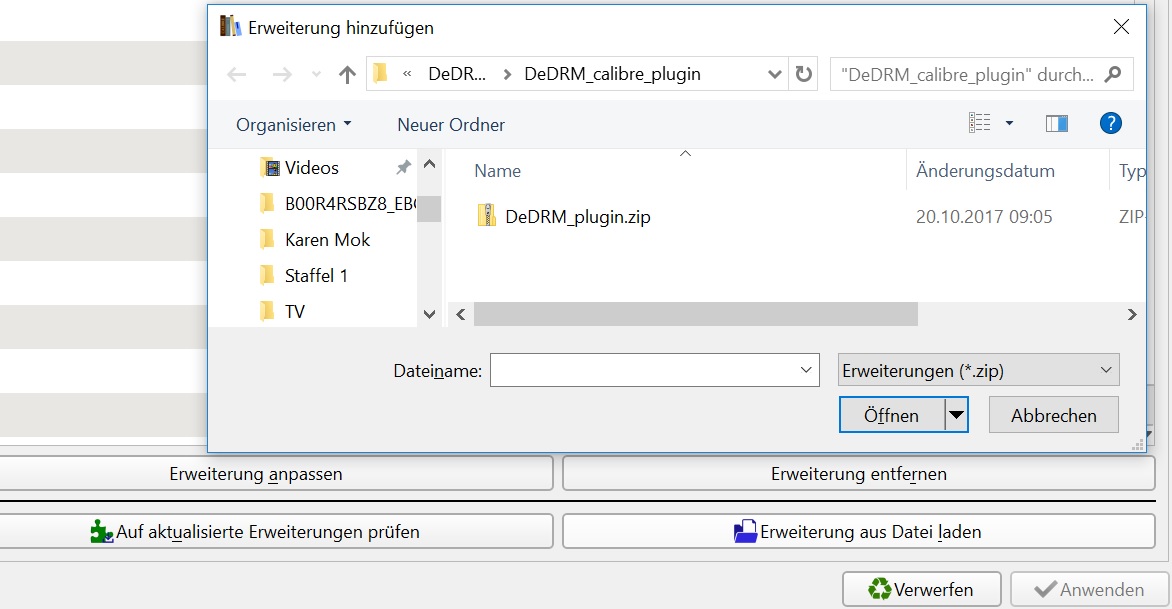 Erweiterung hinzufügen
« DeDR... > DeDRM_calibre_plugin
"DeDRM_calibre_plugin" durch...
Organisieren
Neuer Ordner
?
Name
Änderungsdatum
Typ
Videos
B00R4RSBZ8_EBO
Karen Mok
Staffel 1
TV
DeDRM_plugin.zip
20.10.2017 09:05
ZIP-
Dateiname:
Erweiterungen (*.zip)
Öffnen
Abbrechen
Erweiterung anpassen
Erweiterung entfernen
Auf aktualisierte Erweiterungen prüfen
Erweiterung aus Datei laden
Verwerfen
Anwenden